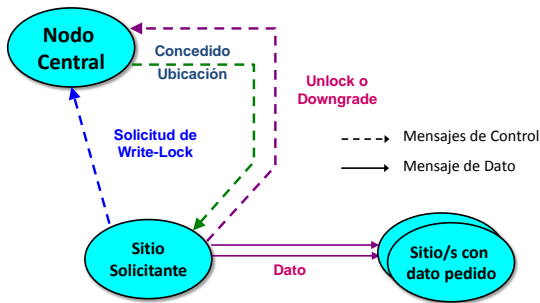 Nodo
Central
Concedido
Ubicación
Unlock o
Downgrade
Solicitud de
Write-Lock
Mensajes de Control
Mensaje de Dato
Sitio
Solicitante
Dato
Sitio/s con
dato pedido